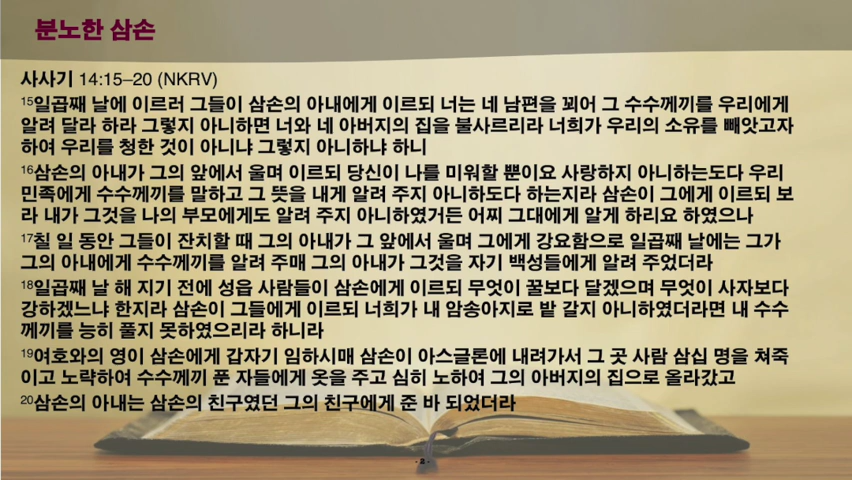 분노한 삼손
사사기 14:15–20 (NKRV)
15일곱째 날에 이르러 그들이 삼손의 아내에게 이르되 너는 네 남편을 꾀어 그 수수께끼를 우리에게
알려 달라 하라 그렇지 아니하면 너와 네 아버지의 집을 불사르리라 너희가 우리의 소유를 빼앗고자
하여 우리를 청한 것이 아니냐 그렇지 아니하냐 하니
16삼손의 아내가 그의 앞에서 울며 이르되 당신이 나를 미워할 뿐이요 사랑하지 아니하는도다 우리
민족에게 수수께끼를 말하고 그 뜻을 내게 알려 주지 아니하도다 하는지라 삼손이 그에게 이르되 보
라 내가 그것을 나의 부모에게도 알려 주지 아니하였거든 어찌 그대에게 알게 하리요 하였으나
17칠 일 동안 그들이 잔치할 때 그의 아내가 그 앞에서 울며 그에게 강요함으로 일곱째 날에는 그가
그의 아내에게 수수께끼를 알려 주매 그의 아내가 그것을 자기 백성들에게 알려 주었더라
18일곱째 날 해 지기 전에 성읍 사람들이 삼손에게 이르되 무엇이 꿀보다 달겠으며 무엇이 사자보다
강하겠느냐 한지라 삼손이 그들에게 이르되 너희가 내 암송아지로 밭 갈지 아니하였더라면 내 수수
께끼를 능히 풀지 못하였으리라 하니라
19여호와의 영이 삼손에게 갑자기 임하시매 삼손이 아스글론에 내려가서 그 곳 사람 삼십 명을 쳐죽
이고 노략하여 수수께끼 푼 자들에게 옷을 주고 심히 노하여 그의 아버지의 집으로 올라갔고
20삼손의 아내는 삼손의 친구였던 그의 친구에게 준 바 되었더라